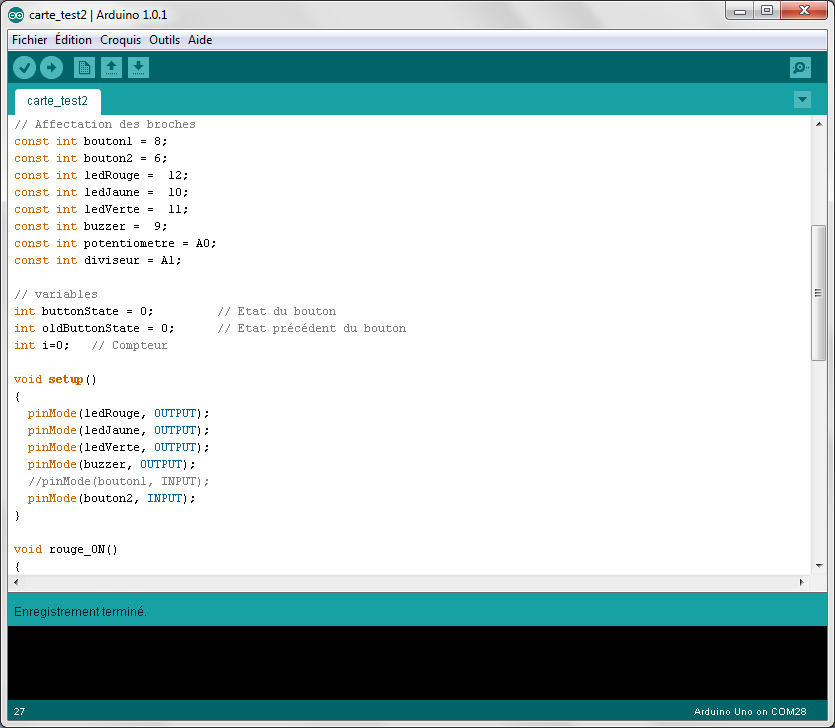 carte_test2 | Arduino 1.0.1
Fichier Édition Croquis Outils Aide
carte_test2
// Affectation des broches
const int bouton1 = 8;
const int bouton2 = 6;
const int ledRouge =  12;
const int ledJaune =  10;
const int ledVerte =  11;
const int buzzer =  9;
const int potentiometre = A0;
const int diviseur = A1;
// variables
int buttonState = 0;         // Etat du bouton
int oldButtonState = 0;      // Etat précédent du bouton
int i=0;   // Compteur
void setup()
{
  pinMode(ledRouge, OUTPUT);
  pinMode(ledJaune, OUTPUT);
  pinMode(ledVerte, OUTPUT);
  pinMode(buzzer, OUTPUT);
  //pinMode(bouton1, INPUT);
  pinMode(bouton2, INPUT);
}
void rouge_ON()
{
Enregistrement terminé.
27
Arduino Uno on COM28